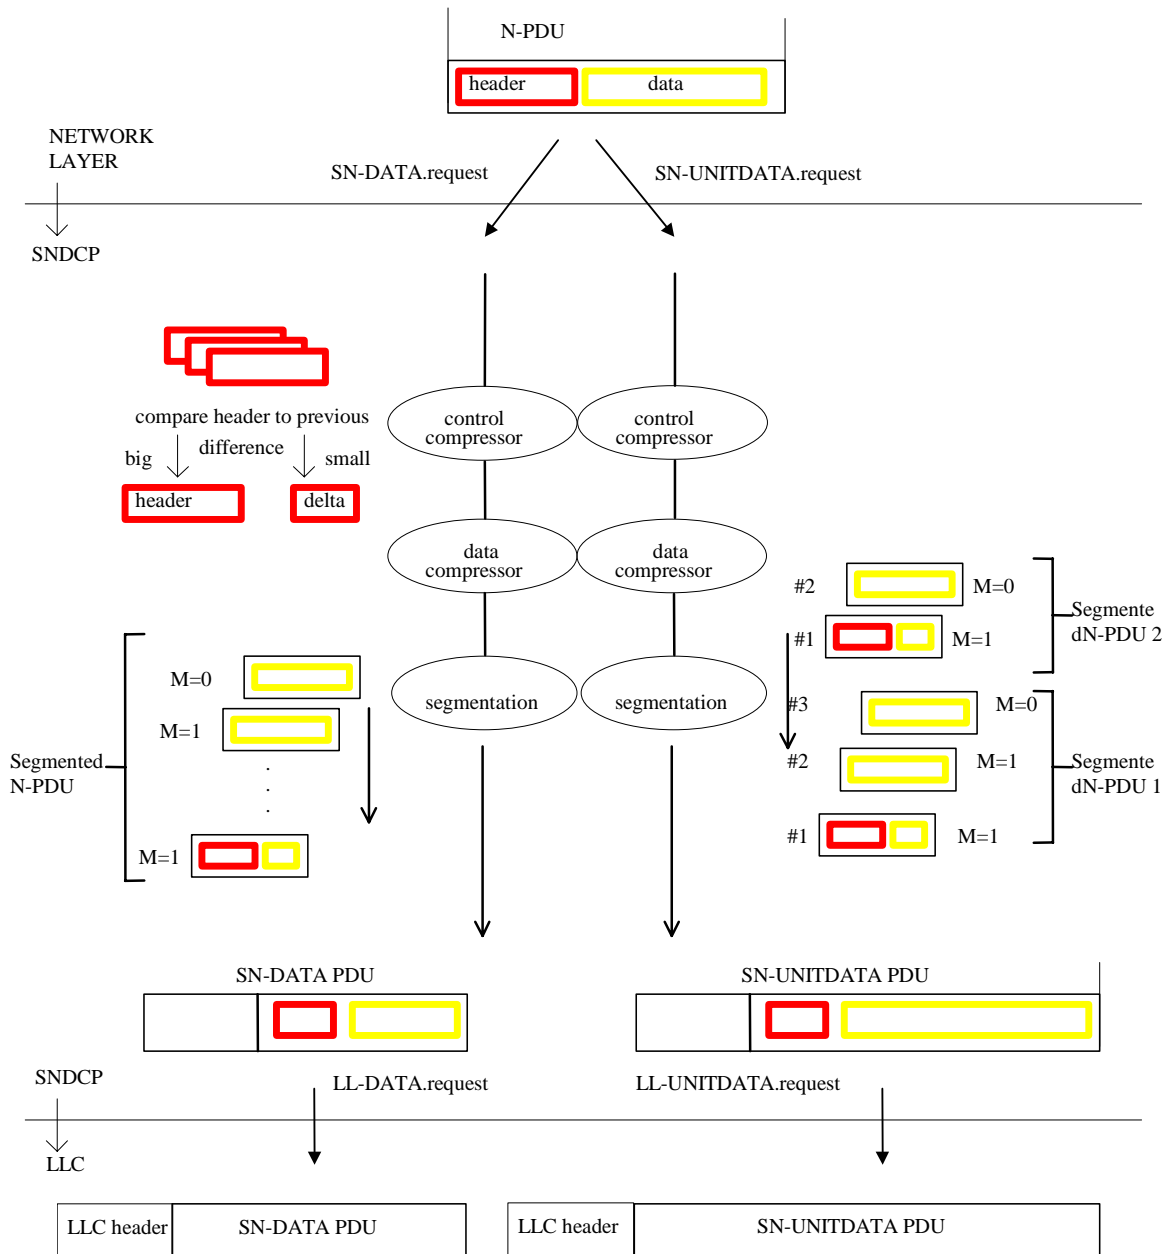 N-PDU
header data
NETWORK
LAYER
SN-DATA.request SN-UNITDATA.request
SNDCP
compare header to previous
difference
big small
header delta
control
compressor
control
compressor
data
compressor
data
compressor
segmentation
segmentation
M=0
M=1
.
.
.
M=1
Segmented
N-PDU
#2 M=0
#1 M=1
Segmente
dN-PDU 2
#3 M=0
#2 M=1
#1 M=1
Segmente
dN-PDU 1
SN-DATA PDU SN-UNITDATA PDU
SNDCP
LL-DATA.request LL-UNITDATA.request
LLC
LLC header SN-DATA PDU LLC header SN-UNITDATA PDU